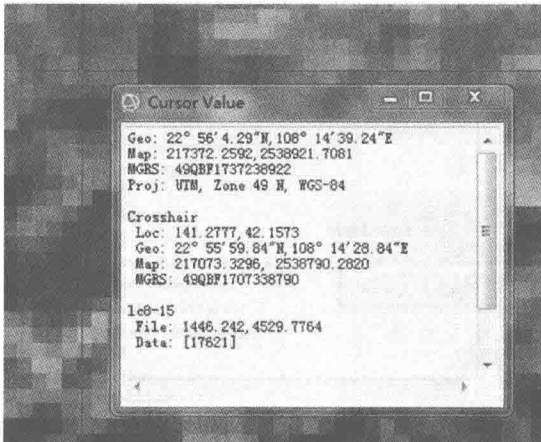 Cursor Value
Geo: 22° 56'4.29"N,108° 14'39.24"E
Map: 217372.2592,2538921.7081
MGRS: 49QBF1737238922
Proj: UTM, Zone 49 N, WGS-84
Crosshair
Loc: 141.2777,42.1573
Geo: 22° 55'59.84"N,108° 14'28.84"E
Map: 217073.3296, 2538790.2820
MGRS: 49QBF1707338790
lc8-15
File: 1446.242,4529.7764
Data: [17621]